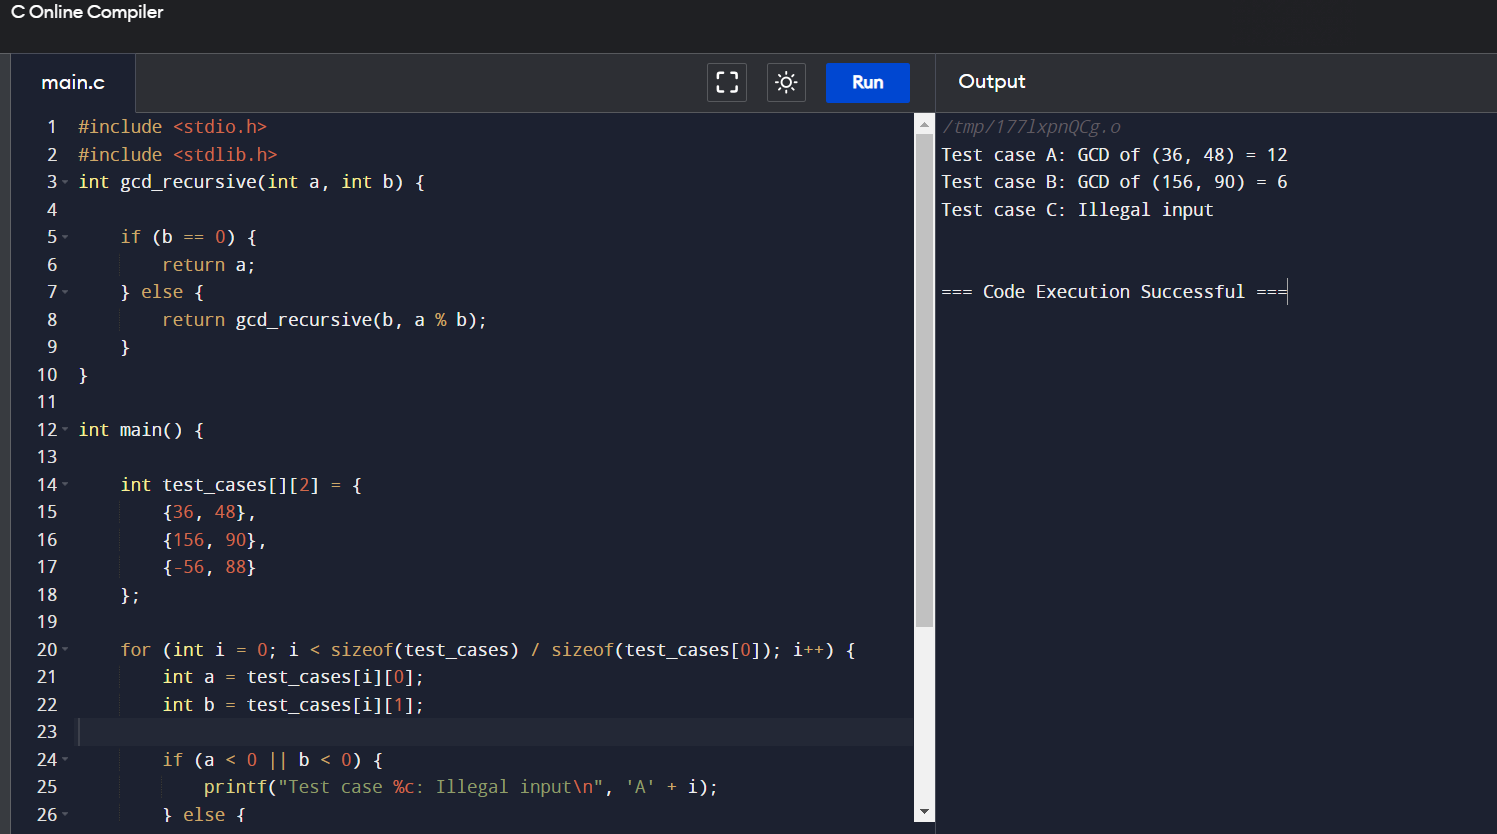 C Online Compiler
main.c
Run
Output
1 #include <stdio.h>
2 #include <stdlib.h>
3 int gcd_recursive(int a, int b) {
4
5     if (b == 0) {
6         return a;
7     } else {
8         return gcd_recursive(b, a % b);
9     }
10 }
11
12 int main() {
13
14     int test_cases[][2] = {
15         {36, 48},
16         {156, 90},
17         {-56, 88}
18     };
19
20     for (int i = 0; i < sizeof(test_cases) / sizeof(test_cases[0]); i++) {
21         int a = test_cases[i][0];
22         int b = test_cases[i][1];
23
24         if (a < 0 || b < 0) {
25             printf("Test case %c: Illegal input\n", 'A' + i);
26         } else {
/tmp/177lxpnQCg.o
Test case A: GCD of (36, 48) = 12
Test case B: GCD of (156, 90) = 6
Test case C: Illegal input
=== Code Execution Successful ===